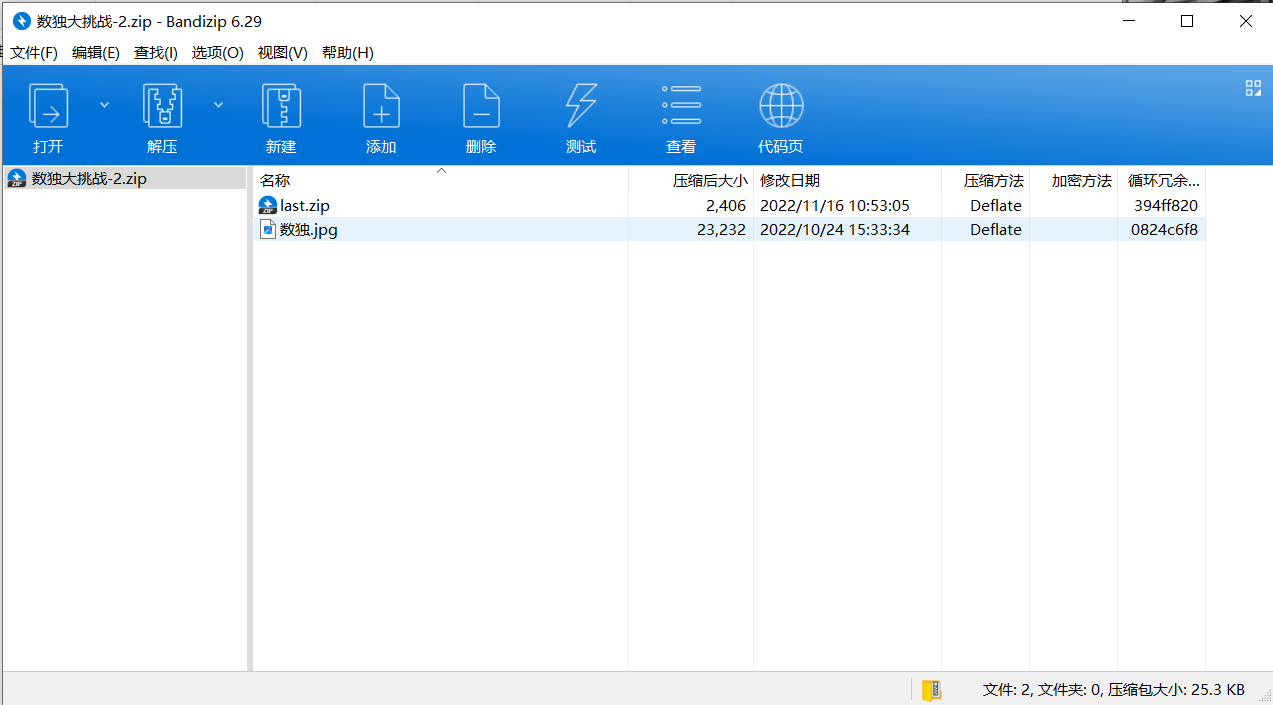 数独大挑战-2.zip - Bandizip 6.29
文件(F) 编辑(E) 查找(I) 选项(O) 视图(V) 帮助(H)
打开 解压 新建 添加 删除 测试 查看 代码页
数独大挑战-2.zip
名称 压缩后大小 修改日期 压缩方法 加密方法 循环冗余...
last.zip 2,406 2022/11/16 10:53:05 Deflate 394ff820
数独.jpg 23,232 2022/10/24 15:33:34 Deflate 0824c6f8
文件: 2, 文件夹: 0, 压缩包大小: 25.3 KB